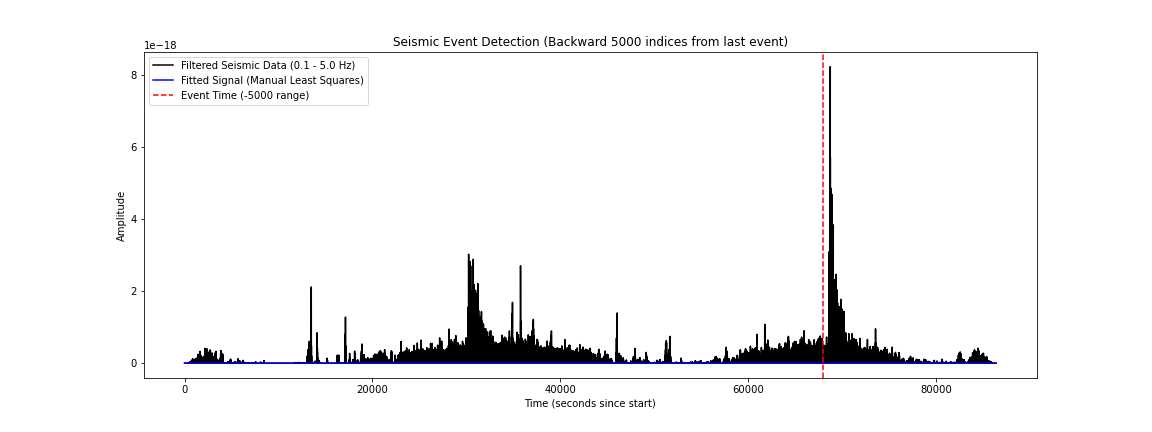 Seismic Event Detection (Backward 5000 indices from last event)
1e−18
Filtered Seismic Data (0.1 - 5.0 Hz)
Fitted Signal (Manual Least Squares)
Event Time (-5000 range)
8
6
4
2
0
Amplitude
0 20000 40000 60000 80000
Time (seconds since start)